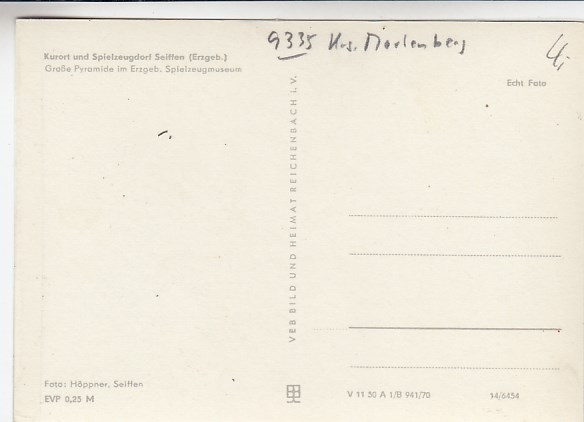 9335 Krs. Marienberg
4,-
Kurort und Spielzeugdorf Seiffen (Erzgeb.)
Große Pyramide im Erzgeb. Spielzeugmuseum
Echt Foto
VEB BILD UND HEIMAT REICHENBACH I. V.
Foto: Höppner, Seiffen
EVP 0,25 M
V 11 50 A 1/B 941/70
14/6454